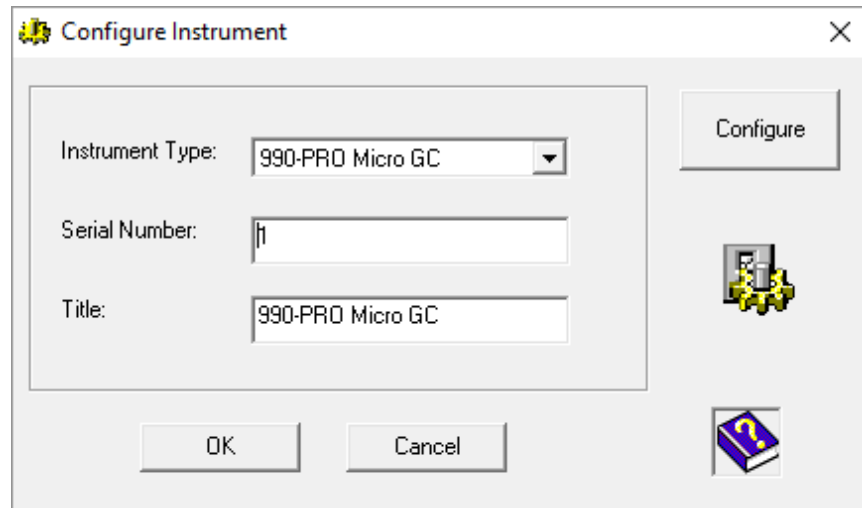 Configure Instrument
Instrument Type:
990-PRO Micro GC
Configure
Serial Number:
1
Title:
990-PRO Micro GC
OK
Cancel
?